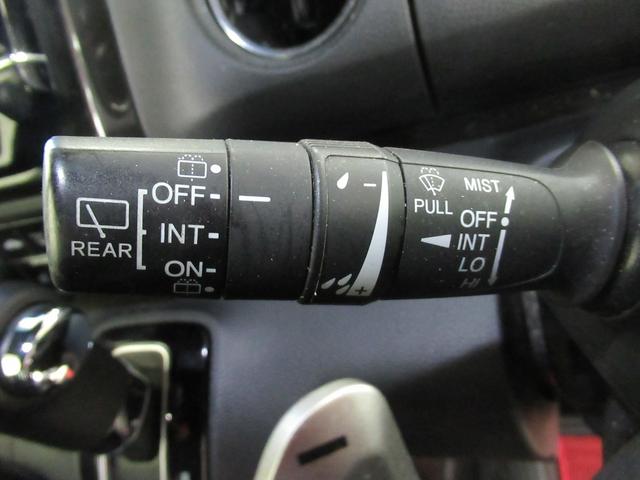 REAR
OFF
INT
ON
− 
+
PULL
MIST
OFF
INT
LO
HI